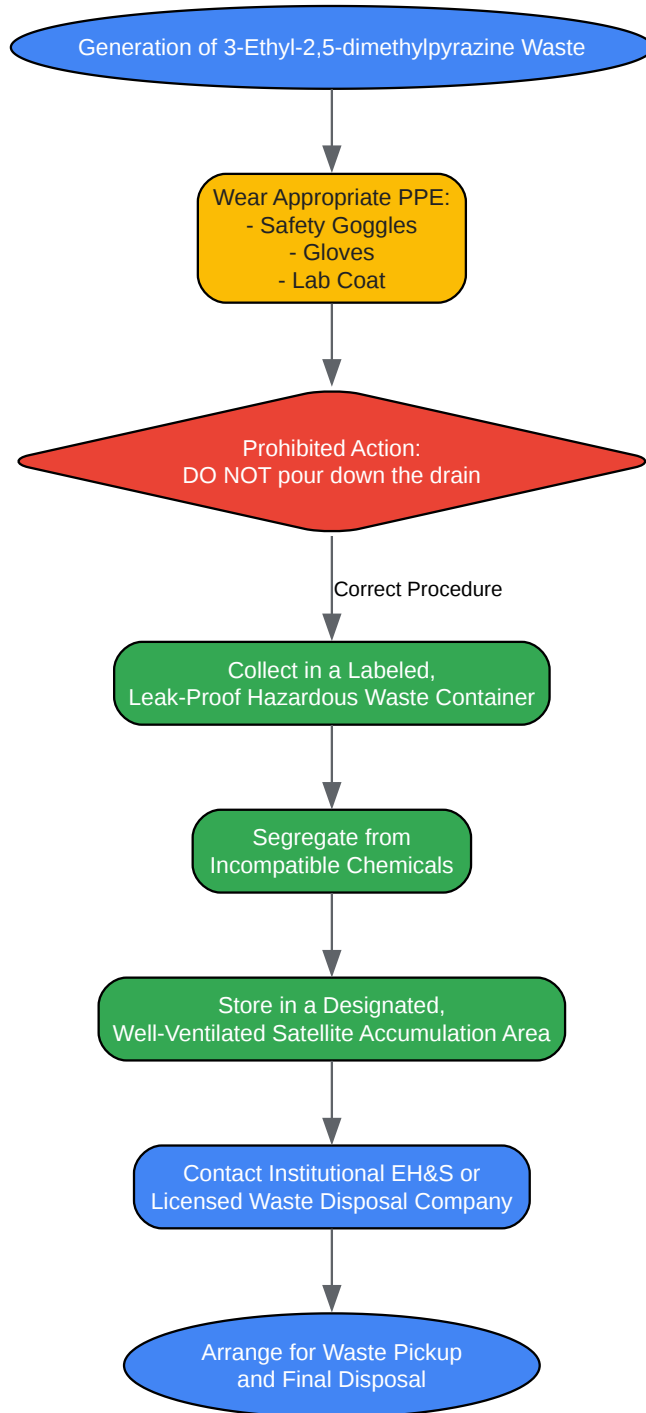 Generation of 3-Ethyl-2,5-dimethylpyrazine Waste
Wear Appropriate PPE:
- Safety Goggles
- Gloves
- Lab Coat
Prohibited Action:
DO NOT pour down the drain
Correct Procedure
Collect in a Labeled,
Leak-Proof Hazardous Waste Container
Segregate from
Incompatible Chemicals
Store in a Designated,
Well-Ventilated Satellite Accumulation Area
Contact Institutional EH&S or
Licensed Waste Disposal Company
Arrange for Waste Pickup
and Final Disposal